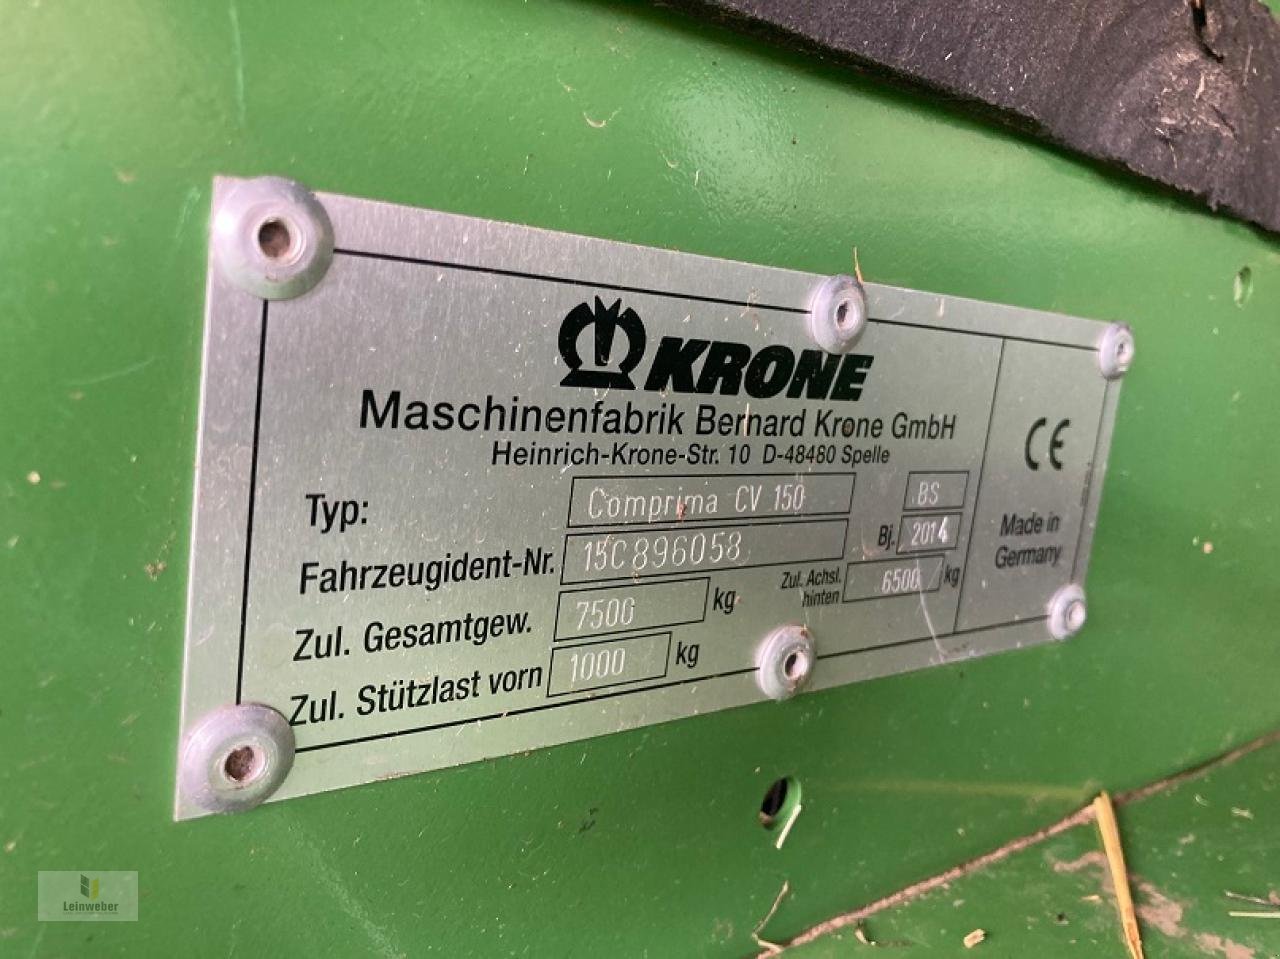 KRONE
Maschinenfabrik Bernard Krone GmbH
Heinrich-Krone-Str. 10 D-48480 Spelle
Typ: Comprima CV 150 BS
Fahrzeugident-Nr. 15C896058 Bj. 2014
Zul. Gesamtgew. 7500 kg Zul. Achsl. hinten 6500 kg
Zul. Stützlast vorn 1000 kg
CE
Made in
Germany
Leinweber